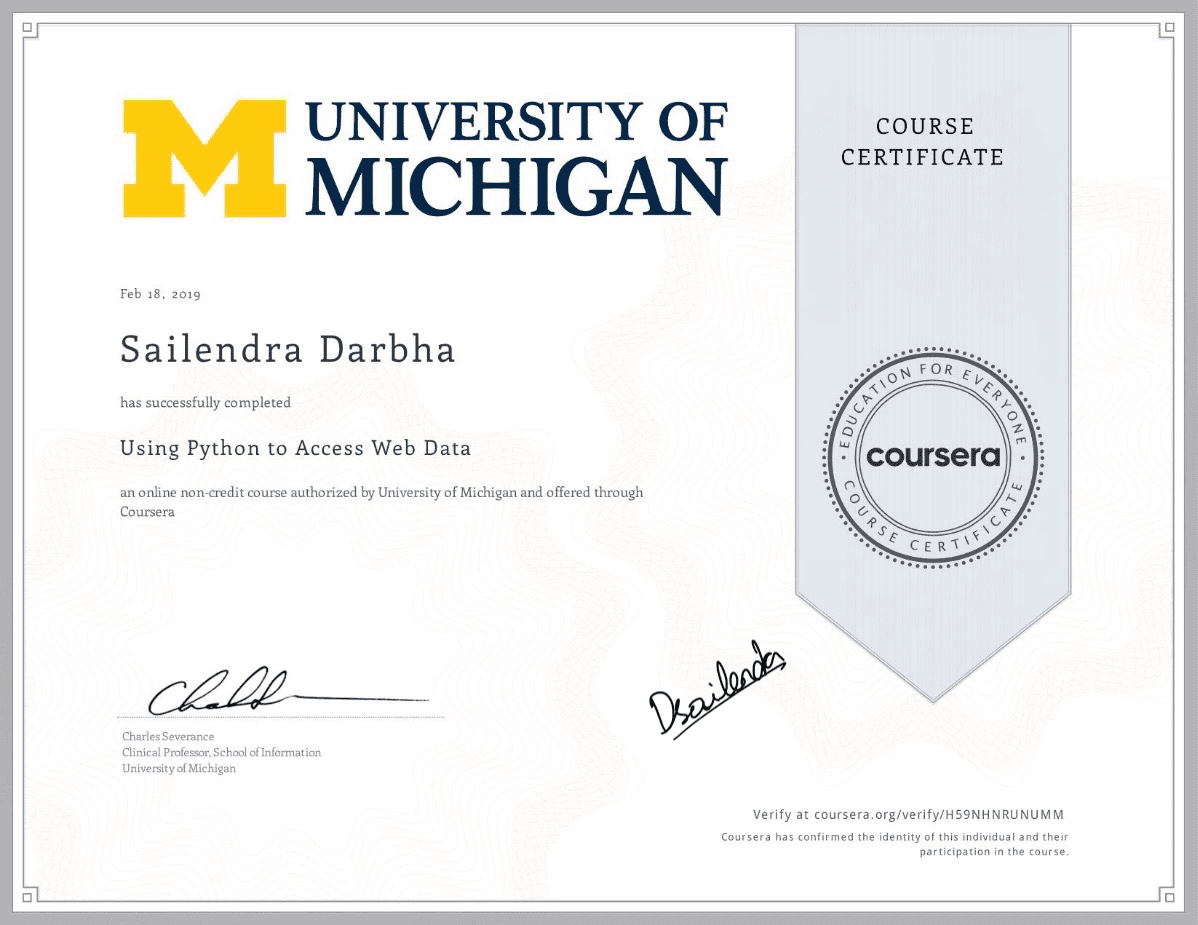 M
UNIVERSITY OF
MICHIGAN
COURSE
CERTIFICATE
Feb 18, 2019
Sailendra Darbha
has successfully completed
Using Python to Access Web Data
an online non-credit course authorized by University of Michigan and offered through
Coursera
EDUCATION FOR EVERYONE
coursera
COURSE CERTIFICATE
Charles Severance
Clinical Professor, School of Information
University of Michigan
Dsailendra
Verify at coursera.org/verify/H59NHNRUNUMM
Coursera has confirmed the identity of this individual and their
participation in the course.